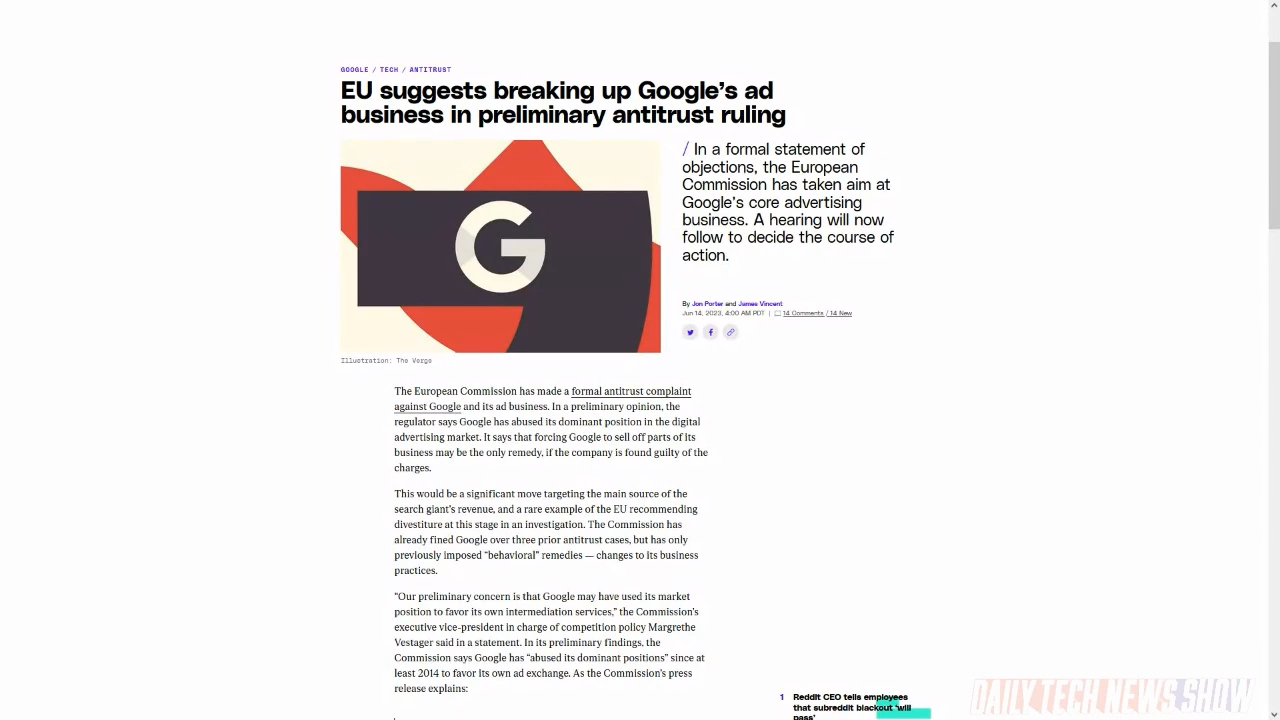 GOOGLE / TECH / ANTITRUST
EU suggests breaking up Google’s ad
business in preliminary antitrust ruling
/ In a formal statement of
objections, the European
Commission has taken aim at
Google’s core advertising
business. A hearing will now
follow to decide the course of
action.
By Jon Porter and James Vincent
Jun 14, 2023, 4:00 AM PDT | 14 Comments / 14 New
G
Illustration: The Verge
The European Commission has made a formal antitrust complaint
against Google and its ad business. In a preliminary opinion, the
regulator says Google has abused its dominant position in the digital
advertising market. It says that forcing Google to sell off parts of its
business may be the only remedy, if the company is found guilty of the
charges.
This would be a significant move targeting the main source of the
search giant’s revenue, and a rare example of the EU recommending
divestiture at this stage in an investigation. The Commission has
already fined Google over three prior antitrust cases, but has only
previously imposed “behavioral” remedies — changes to its business
practices.
“Our preliminary concern is that Google may have used its market
position to favor its own intermediation services,” the Commission’s
executive vice-president in charge of competition policy Margrethe
Vestager said in a statement. In its preliminary findings, the
Commission says Google has “abused its dominant positions” since at
least 2014 to favor its own ad exchange. As the Commission’s press
release explains:
1 Reddit CEO tells employees
that subreddit blackout ‘will
pass’
DAILY TECH NEWS SHOW